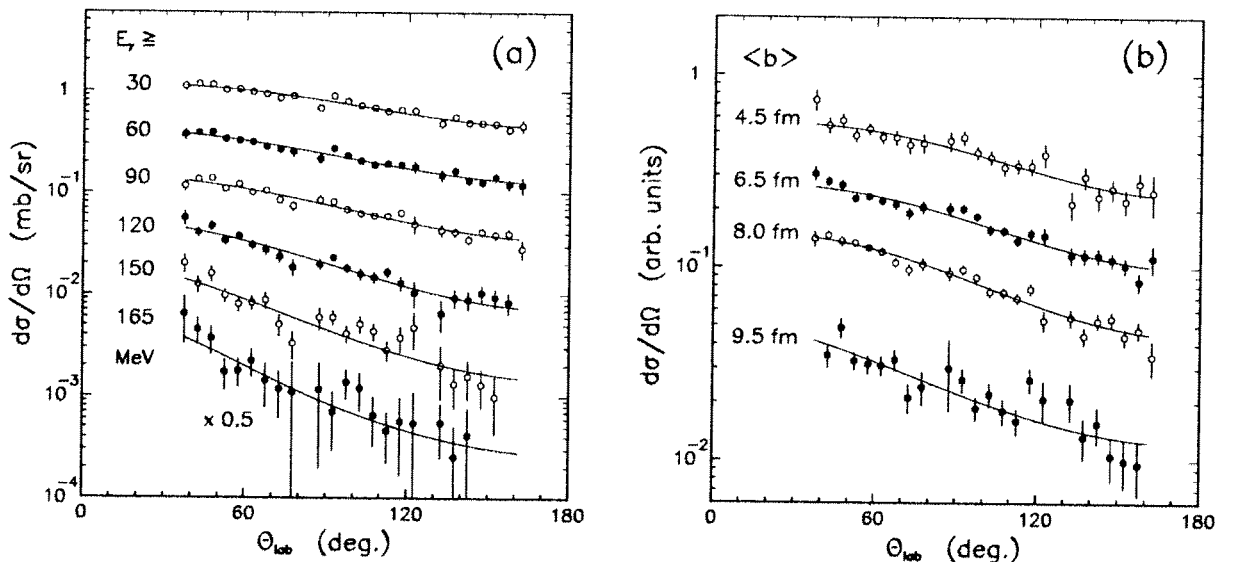 (a)
E_γ ≧
30
60
90
120
150
165
MeV
x 0.5
1
10⁻¹
10⁻²
10⁻³
10⁻⁴
dσ/dΩ (mb/sr)
0
60
120
180
Θ_lab (deg.)
(b)
<b>
4.5 fm
6.5 fm
8.0 fm
9.5 fm
1
10⁻¹
10⁻²
dσ/dΩ (arb. units)
0
60
120
180
Θ_lab (deg.)